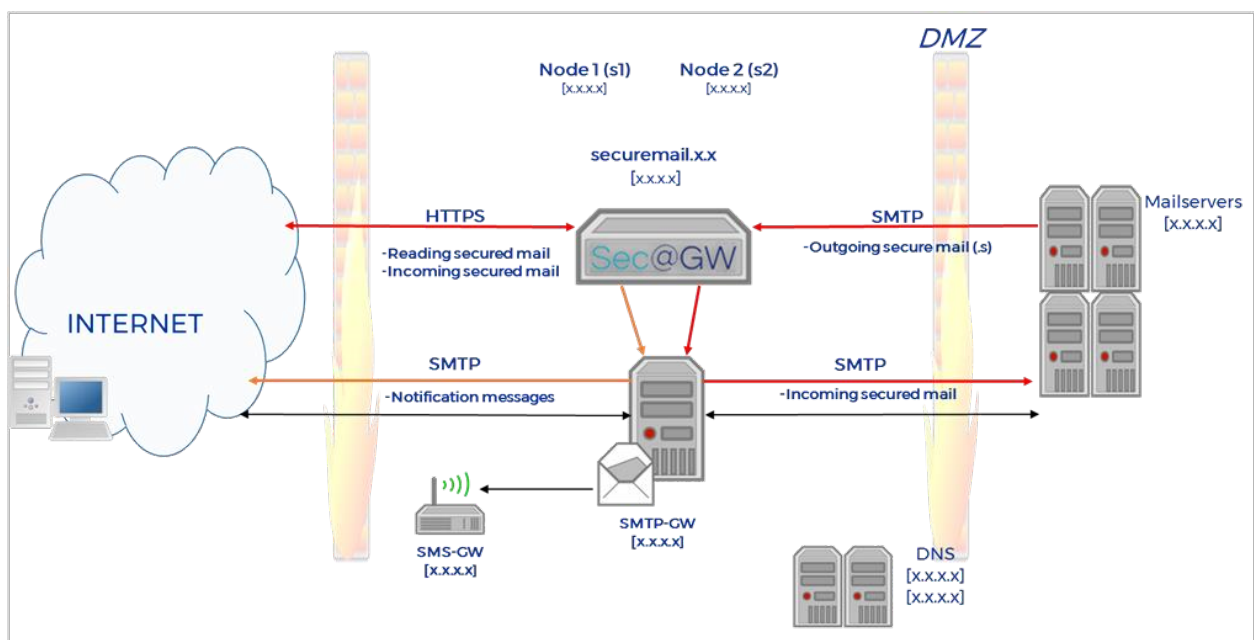 DMZ
Node 1 (s1)
[x.x.x.x]
Node 2 (s2)
[x.x.x.x]
securemail.x.x
[x.x.x.x]
HTTPS
-Reading secured mail
-Incoming secured mail
Sec@GW
SMTP
-Outgoing secure mail (.s)
Mailservers
[x.x.x.x]
INTERNET
SMTP
-Notification messages
SMTP
-Incoming secured mail
SMS-GW
[x.x.x.x]
SMTP-GW
[x.x.x.x]
DNS
[x.x.x.x]
[x.x.x.x]